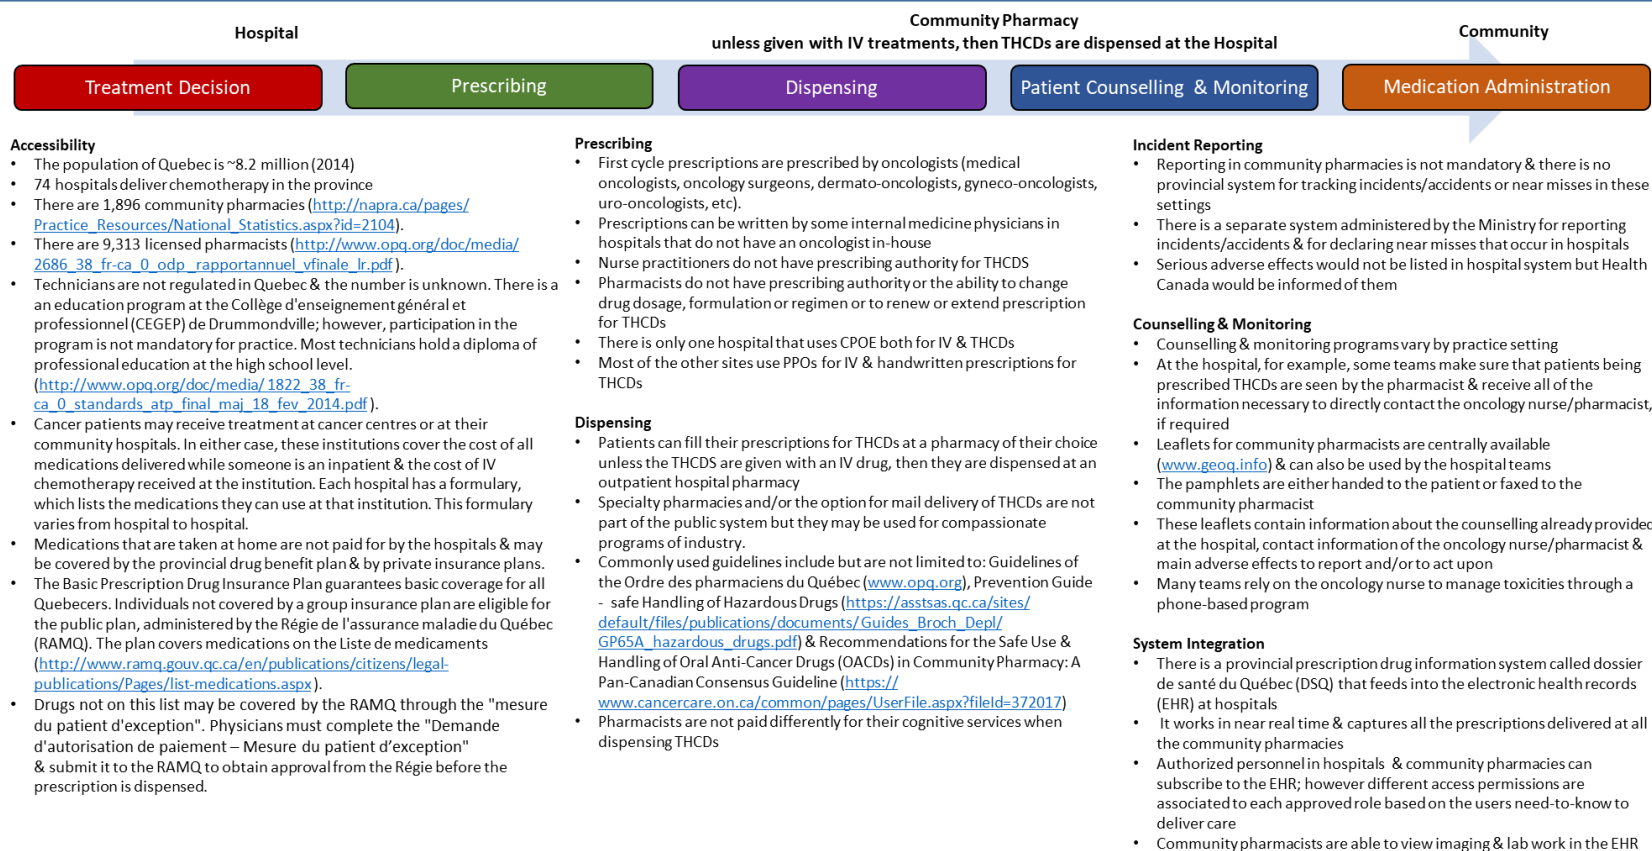 Hospital
Community Pharmacy
unless given with IV treatments, then THCDs are dispensed at the Hospital
Community
Treatment Decision
Prescribing
Dispensing
Patient Counselling & Monitoring
Medication Administration
Accessibility
• The population of Quebec is ~8.2 million (2014)
• 74 hospitals deliver chemotherapy in the province
• There are 1,896 community pharmacies (http://napra.ca/pages/
Practice_Resources/National_Statistics.aspx?id=2104).
• There are 9,313 licensed pharmacists (http://www.opq.org/doc/media/
2686_38_fr-ca_0_odp_rapportannuel_vfinale_lr.pdf).
• Technicians are not regulated in Quebec & the number is unknown. There is
an education program at the Collège d'enseignement général et
professionnel (CEGEP) de Drummondville; however, participation in the
program is not mandatory for practice. Most technicians hold a diploma of
professional education at the high school level.
(http://www.opq.org/doc/media/1822_38_fr-
ca_0_standards_atp_final_maj_18_fev_2014.pdf).
• Cancer patients may receive treatment at cancer centres or at their
community hospitals. In either case, these institutions cover the cost of all
medications delivered while someone is an inpatient & the cost of IV
chemotherapy received at the institution. Each hospital has a formulary,
which lists the medications they can use at that institution. This formulary
varies from hospital to hospital.
• Medications that are taken at home are not paid for by the hospitals & may
be covered by the provincial drug benefit plan & by private insurance plans.
• The Basic Prescription Drug Insurance Plan guarantees basic coverage for all
Quebecers. Individuals not covered by a group insurance plan are eligible for
the public plan, administered by the Régie de l'assurance maladie du Québec
(RAMQ). The plan covers medications on the Liste de medicaments
(http://www.ramq.gouv.qc.ca/en/publications/citizens/legal-
publications/Pages/list-medications.aspx).
• Drugs not on this list may be covered by the RAMQ through the "mesure
du patient d'exception". Physicians must complete the "Demande
d'autorisation de paiement – Mesure du patient d’exception"
& submit it to the RAMQ to obtain approval from the Régie before the
prescription is dispensed.
Prescribing
• First cycle prescriptions are prescribed by oncologists (medical
oncologists, oncology surgeons, dermato-oncologists, gyneco-oncologists,
uro-oncologists, etc).
• Prescriptions can be written by some internal medicine physicians in
hospitals that do not have an oncologist in-house
• Nurse practitioners do not have prescribing authority for THCDS
• Pharmacists do not have prescribing authority or the ability to change
drug dosage, formulation or regimen or to renew or extend prescription
for THCDs
• There is only one hospital that uses CPOE both for IV & THCDs
• Most of the other sites use PPOs for IV & handwritten prescriptions for
THCDs
Dispensing
• Patients can fill their prescriptions for THCDs at a pharmacy of their choice
unless the THCDS are given with an IV drug, then they are dispensed at an
outpatient hospital pharmacy
• Specialty pharmacies and/or the option for mail delivery of THCDs are not
part of the public system but they may be used for compassionate
programs of industry.
• Commonly used guidelines include but are not limited to: Guidelines of
the Ordre des pharmaciens du Québec (www.opq.org), Prevention Guide
- safe Handling of Hazardous Drugs (https://asstsas.qc.ca/sites/
default/files/publications/documents/Guides_Broch_Depl/
GP65A_hazardous_drugs.pdf) & Recommendations for the Safe Use &
Handling of Oral Anti-Cancer Drugs (OACDs) in Community Pharmacy: A
Pan-Canadian Consensus Guideline (https://
www.cancercare.on.ca/common/pages/UserFile.aspx?fileId=372017)
• Pharmacists are not paid differently for their cognitive services when
dispensing THCDs
Incident Reporting
• Reporting in community pharmacies is not mandatory & there is no
provincial system for tracking incidents/accidents or near misses in these
settings
• There is a separate system administered by the Ministry for reporting
incidents/accidents & for declaring near misses that occur in hospitals
• Serious adverse effects would not be listed in hospital system but Health
Canada would be informed of them
Counselling & Monitoring
• Counselling & monitoring programs vary by practice setting
• At the hospital, for example, some teams make sure that patients being
prescribed THCDs are seen by the pharmacist & receive all of the
information necessary to directly contact the oncology nurse/pharmacist,
if required
• Leaflets for community pharmacists are centrally available
(www.geoq.info) & can also be used by the hospital teams
• The pamphlets are either handed to the patient or faxed to the
community pharmacist
• These leaflets contain information about the counselling already provided
at the hospital, contact information of the oncology nurse/pharmacist &
main adverse effects to report and/or to act upon
• Many teams rely on the oncology nurse to manage toxicities through a
phone-based program
System Integration
• There is a provincial prescription drug information system called dossier
de santé du Québec (DSQ) that feeds into the electronic health records
(EHR) at hospitals
• It works in near real time & captures all the prescriptions delivered at all
the community pharmacies
• Authorized personnel in hospitals & community pharmacies can
subscribe to the EHR; however different access permissions are
associated to each approved role based on the users need-to-know to
deliver care
• Community pharmacists are able to view imaging & lab work in the EHR